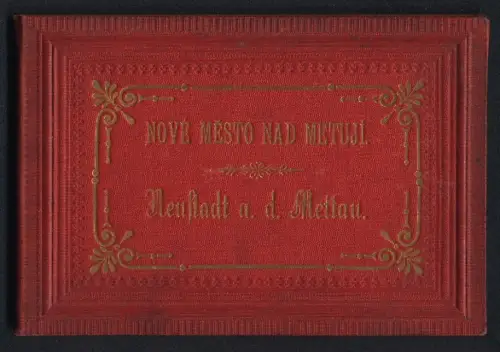 NOVÉ MĚSTO NAD METUJÍ.
Neustadt a. d. Mettau.